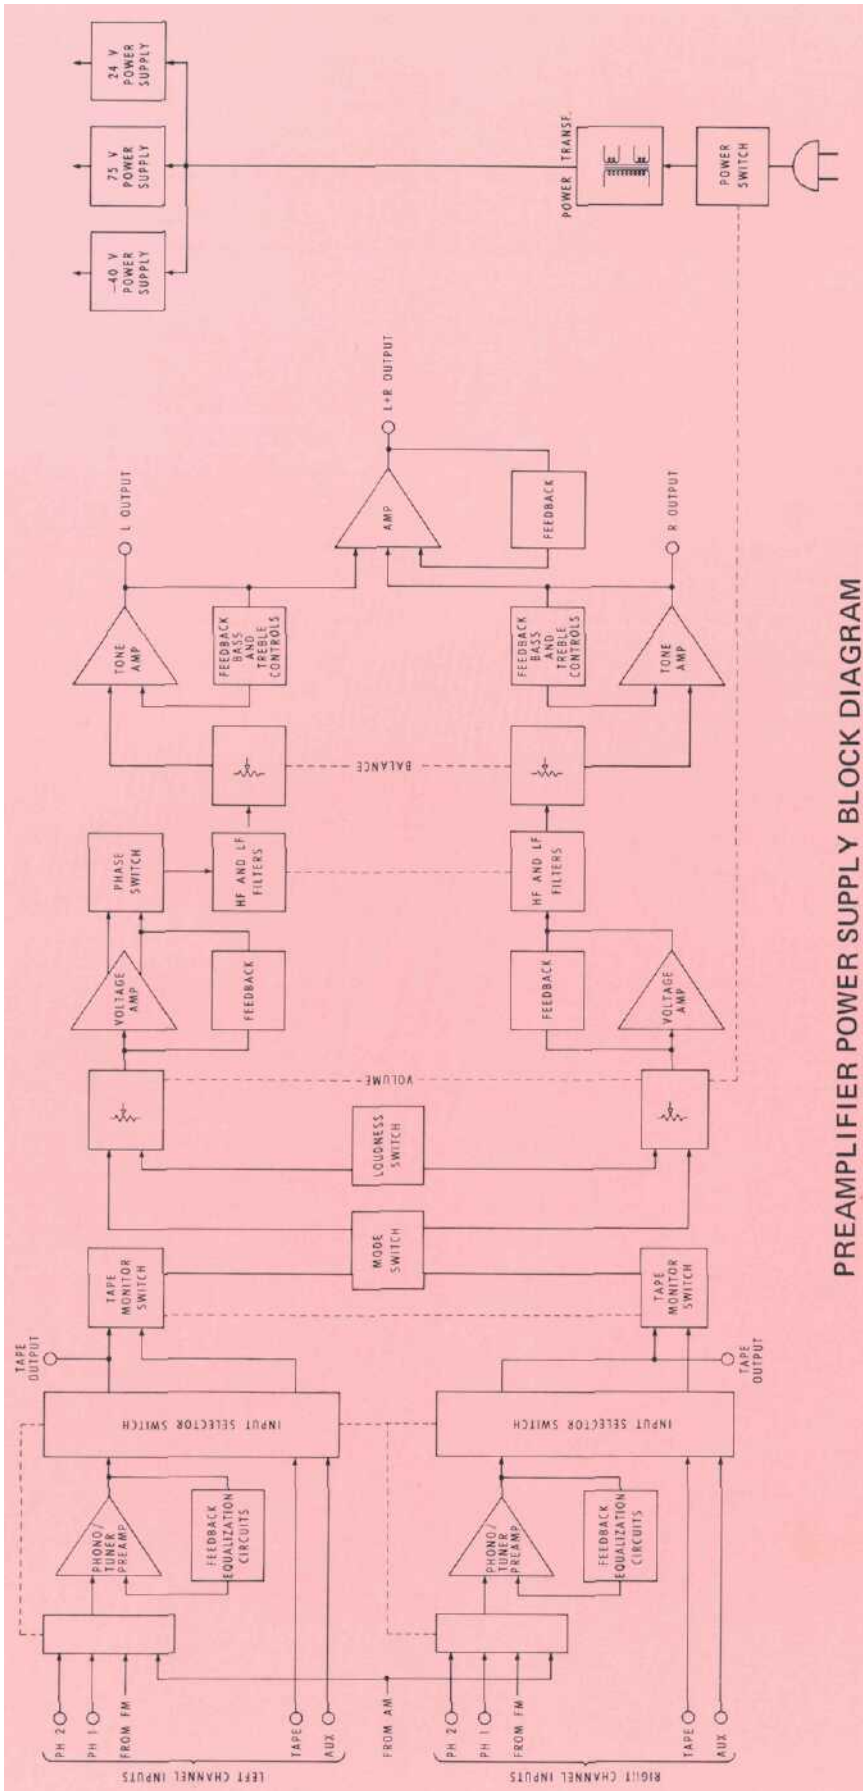 PH 2
PH 1
FROM FM
TAPE
AUX
LEFT CHANNEL INPUTS
FROM AM
PH 2
PH 1
FROM FM
TAPE
AUX
RIGHT CHANNEL INPUTS
PHONO/
TUNER
PREAMP
FEEDBACK
EQUALIZATION
CIRCUITS
INPUT SELECTOR SWITCH
PHONO/
TUNER
PREAMP
FEEDBACK
EQUALIZATION
CIRCUITS
INPUT SELECTOR SWITCH
TAPE
OUTPUT
TAPE
MONITOR
SWITCH
TAPE
MONITOR
SWITCH
TAPE
OUTPUT
MODE
SWITCH
LOUDNESS
SWITCH
VOLUME
VOLTAGE
AMP
FEEDBACK
FEEDBACK
VOLTAGE
AMP
PHASE
SWITCH
HF AND LF
FILTERS
HF AND LF
FILTERS
BALANCE
TONE
AMP
FEEDBACK
BASS
AND
TREBLE
CONTROLS
FEEDBACK
BASS
AND
TREBLE
CONTROLS
TONE
AMP
L OUTPUT
AMP
FEEDBACK
L+R OUTPUT
R OUTPUT
-40 V
POWER
SUPPLY
75 V
POWER
SUPPLY
24 V
POWER
SUPPLY
POWER TRANSF.
POWER
SWITCH
PREAMPLIFIER POWER SUPPLY BLOCK DIAGRAM